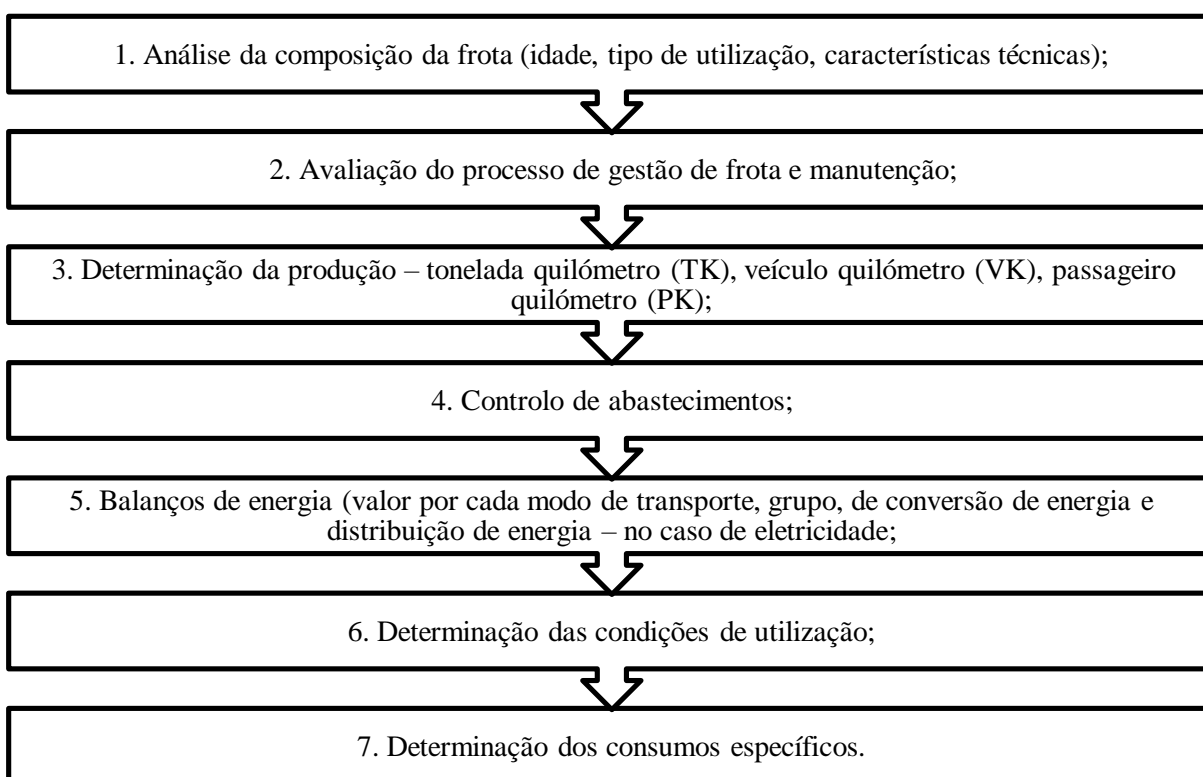 1. Análise da composição da frota (idade, tipo de utilização, características técnicas);
2. Avaliação do processo de gestão de frota e manutenção;
3. Determinação da produção – tonelada quilómetro (TK), veículo quilómetro (VK), passageiro
quilómetro (PK);
4. Controlo de abastecimentos;
5. Balanços de energia (valor por cada modo de transporte, grupo, de conversão de energia e
distribuição de energia – no caso de eletricidade;
6. Determinação das condições de utilização;
7. Determinação dos consumos específicos.